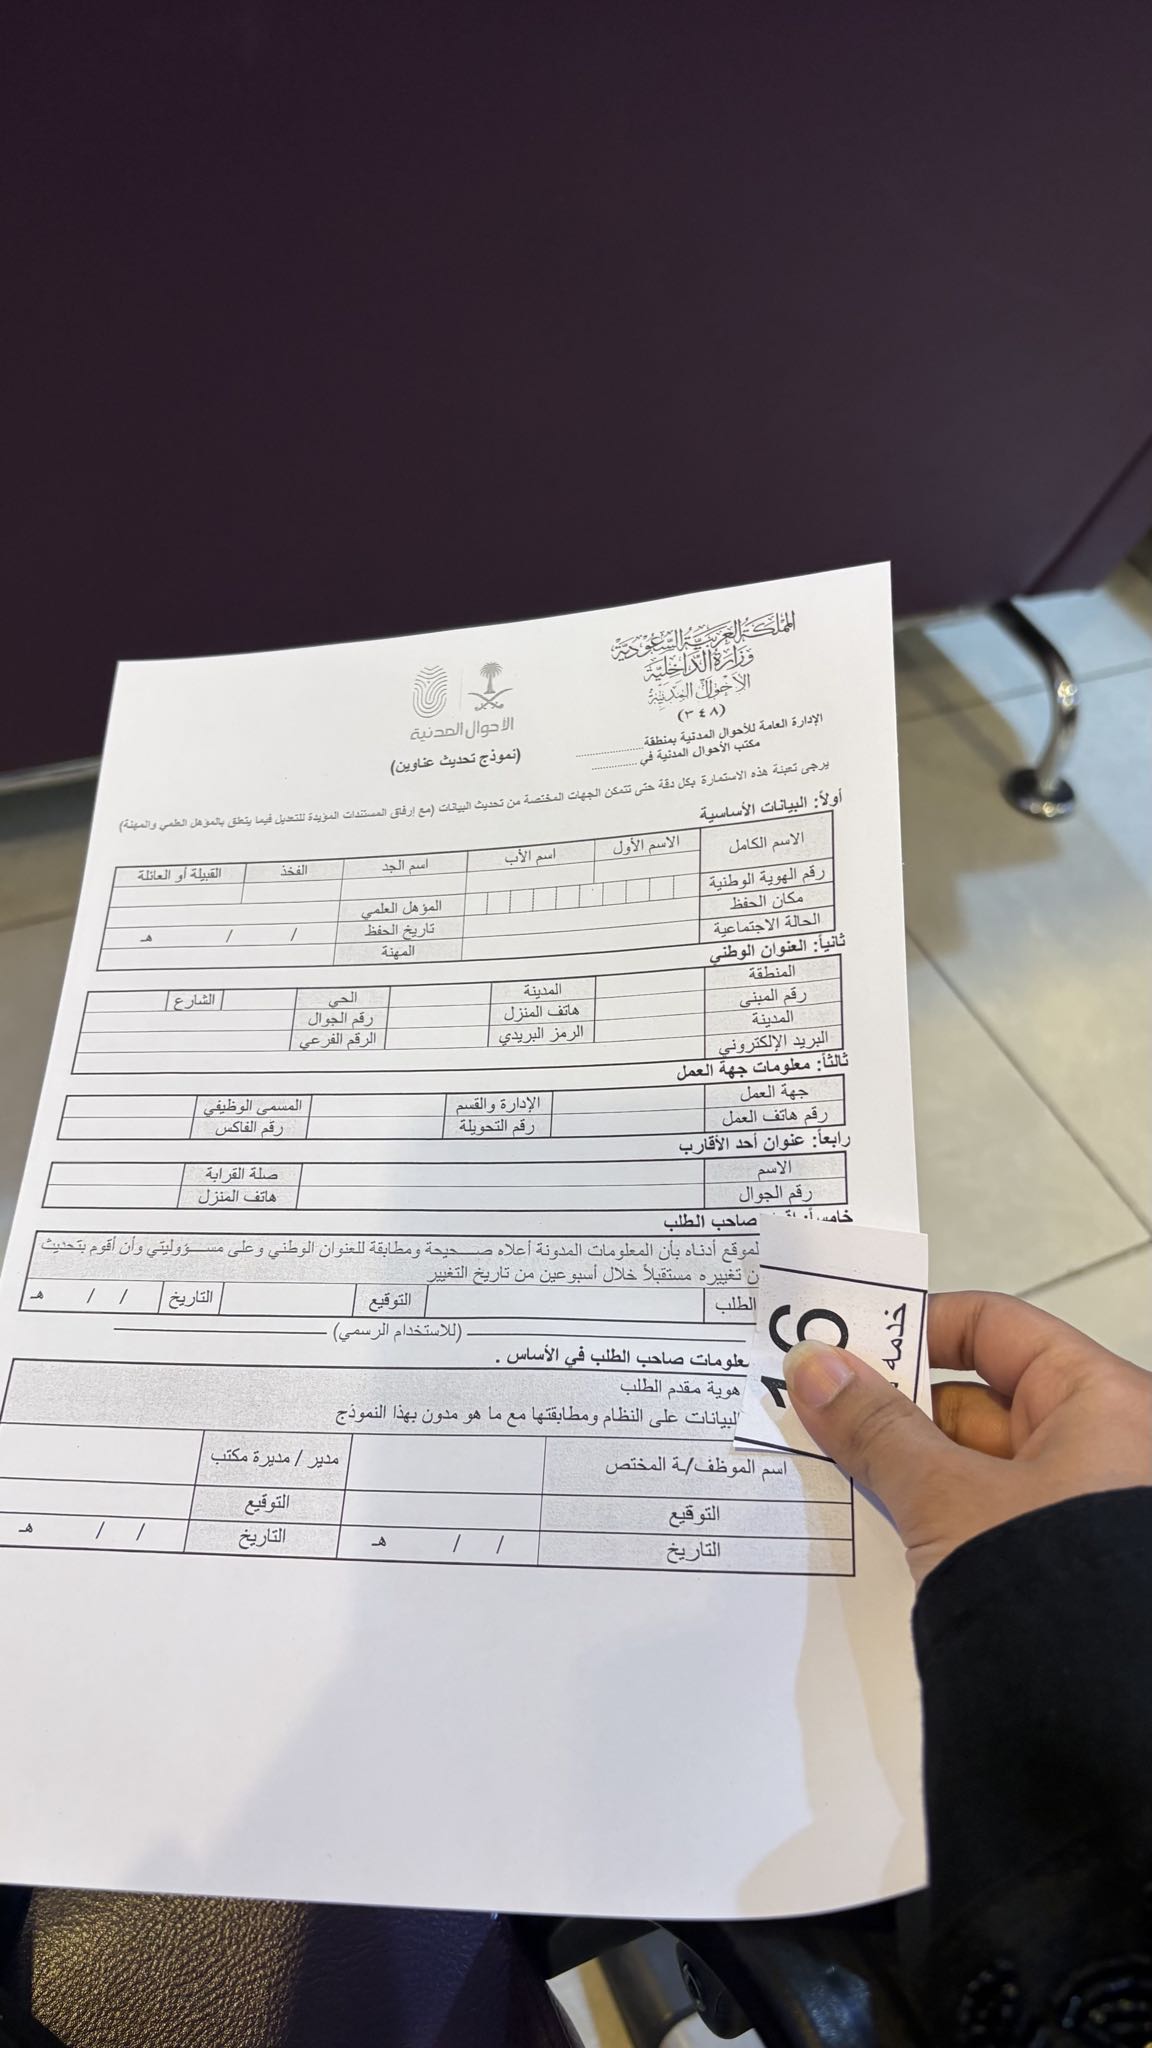 المملكة العربية السعودية
وزارة الداخلية
الأحوال المدنية
(٣٤٨)
الإدارة العامة للأحوال المدنية بمنطقة ....................
مكتب الأحوال المدنية في ..............
الأحوال المدنية
(نموذج تحديث عناوين)
يرجى تعبئة هذه الاستمارة بكل دقة حتى تتمكن الجهات المختصة من تحديث البيانات (مع إرفاق المستندات المؤيدة للتعديل فيما يتعلق بالمؤهل العلمي والمهنة)
أولاً: البيانات الأساسية
الاسم الكامل الاسم الأول اسم الأب اسم الجد الفخذ القبيلة أو العائلة
رقم الهوية الوطنية المؤهل العلمي
مكان الحفظ تاريخ الحفظ / / هـ
الحالة الاجتماعية المهنة
ثانياً: العنوان الوطني
المنطقة المدينة الحي الشارع
رقم المبنى هاتف المنزل رقم الجوال
المدينة الرمز البريدي الرقم الفرعي
البريد الإلكتروني
ثالثاً: معلومات جهة العمل
جهة العمل الإدارة والقسم المسمى الوظيفي
رقم هاتف العمل رقم التحويلة رقم الفاكس
رابعاً: عنوان أحد الأقارب
الاسم صلة القرابة
رقم الجوال هاتف المنزل
صاحب الطلب
لموقع أدناه بأن المعلومات المدونة أعلاه صـــحيحة ومطابقة للعنوان الوطني وعلى مســـؤوليتي وأن أقوم بتحديث
ن تغييره مستقبلاً خلال أسبوعين من تاريخ التغيير
الطلب التوقيع التاريخ / / هـ
(للاستخدام الرسمي)
معلومات صاحب الطلب في الأساس .
هوية مقدم الطلب
البيانات على النظام ومطابقتها مع ما هو مدون بهذا النموذج
اسم الموظف/ـة المختص مدير / مديرة مكتب
التوقيع التوقيع
التاريخ / / هـ التاريخ / / هـ
خدمة
16